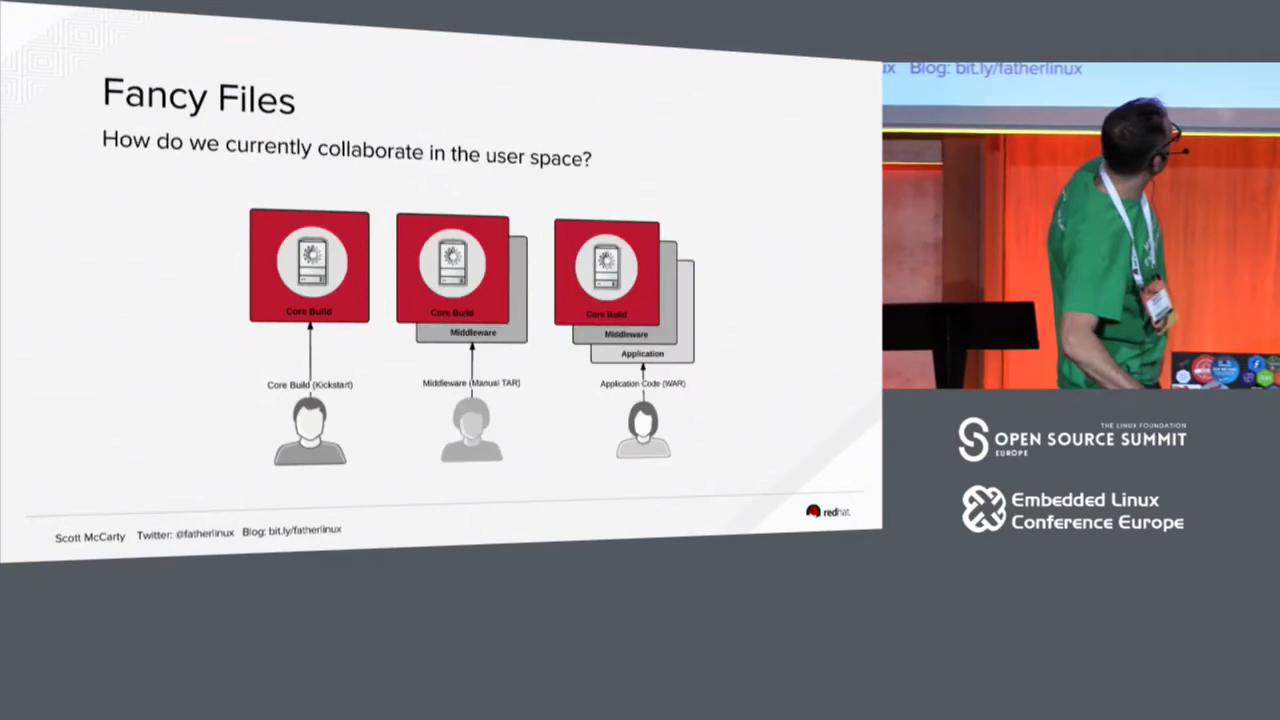 Fancy Files
How do we currently collaborate in the user space?
Core Build
Core Build
Middleware
Core Build
Middleware
Application
Core Build (Kickstart)
Middleware (Manual TAR)
Application Code (WAR)
Scott McCarty Twitter: @fatherlinux Blog: bit.ly/fatherlinux
redhat.
ux Blog: bit.ly/fatherlinux
THE LINUX FOUNDATION
OPEN SOURCE SUMMIT
EUROPE
Embedded Linux
Conference Europe